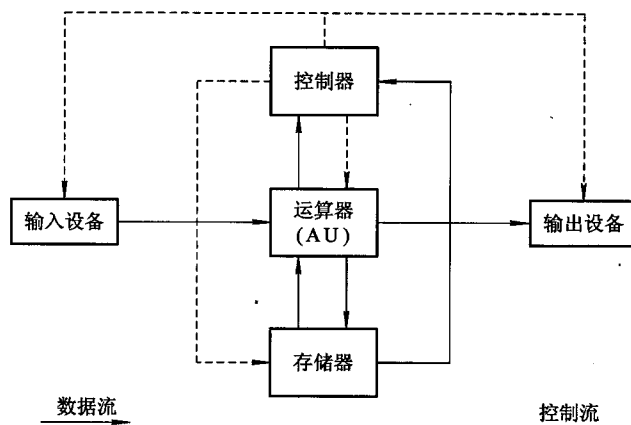 控制器
输入设备
运算器
(AU)
输出设备
存储器
数据流
控制流